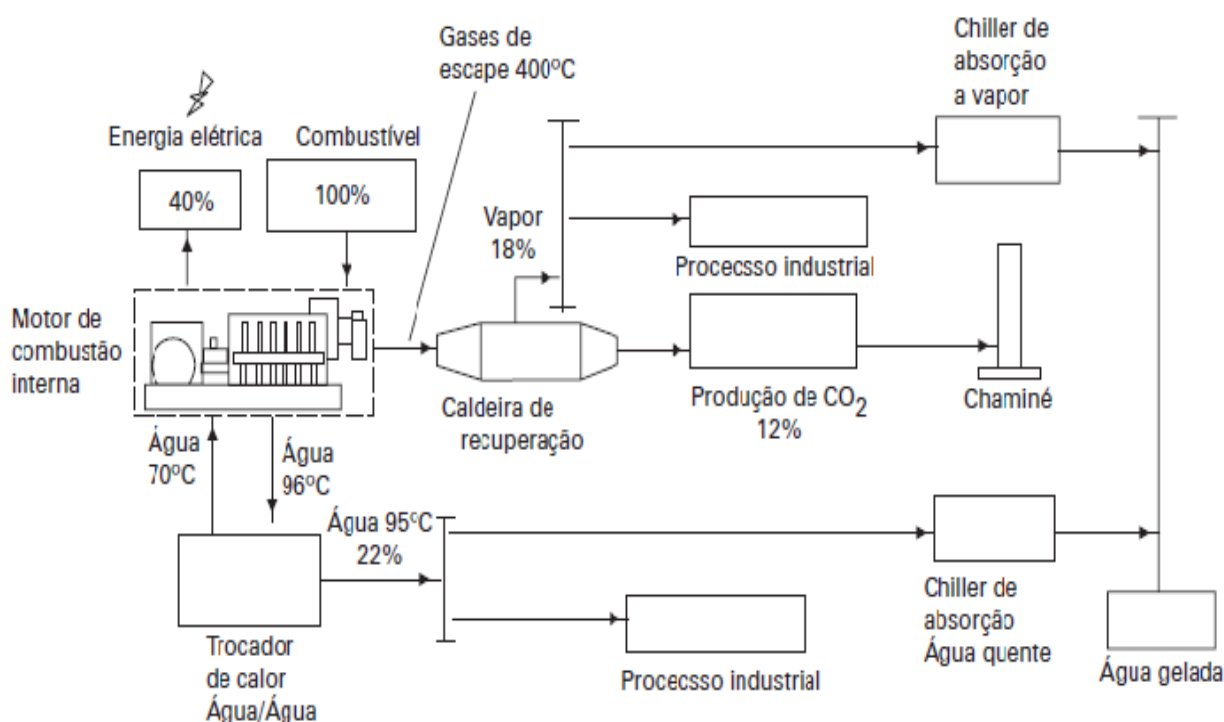 Gases de
escape 400ºC
Chiller de
absorção
a vapor
Energia elétrica
Combustível
40%
100%
Vapor
18%
Procecsso industrial
Motor de
combustão
interna
Caldeira de
recuperação
Produção de CO2
12%
Chaminé
Água
70ºC
Água
96ºC
Água 95ºC
22%
Trocador
de calor
Água/Água
Procecsso industrial
Chiller de
absorção
Água quente
Água gelada